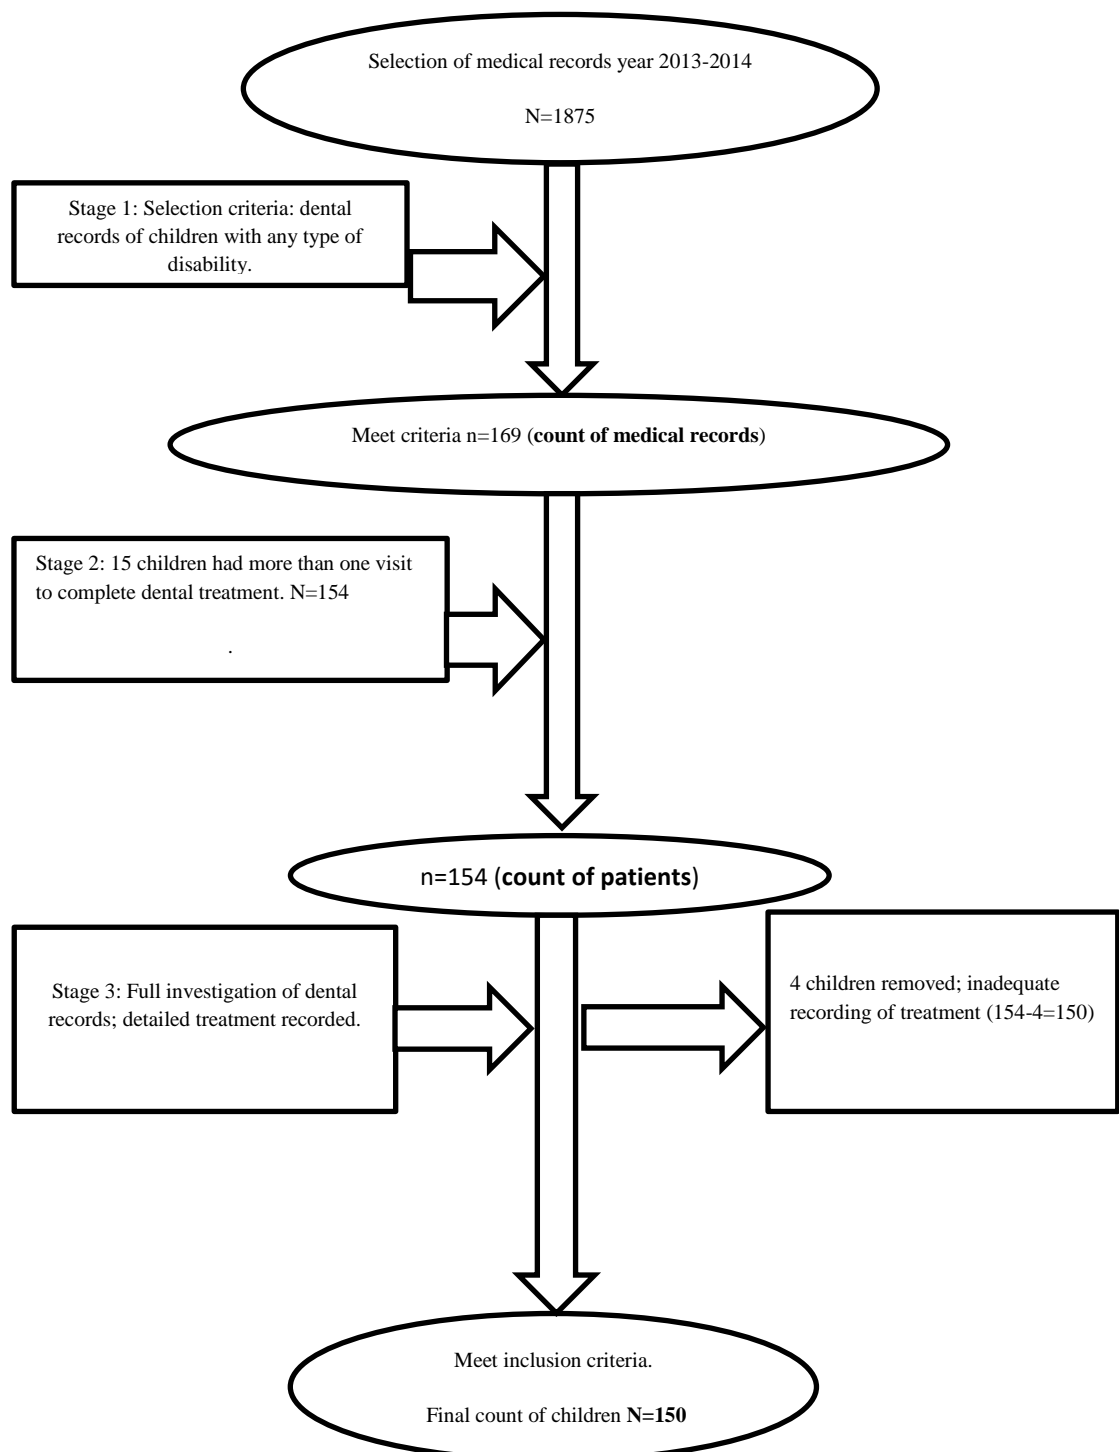 Selection of medical records year 2013-2014
N=1875
Stage 1: Selection criteria: dental
records of children with any type of
disability.
Meet criteria n=169 (count of medical records)
Stage 2: 15 children had more than one visit
to complete dental treatment. N=154
.
n=154 (count of patients)
Stage 3: Full investigation of dental
records; detailed treatment recorded.
4 children removed; inadequate
recording of treatment (154-4=150)
Meet inclusion criteria.
Final count of children N=150